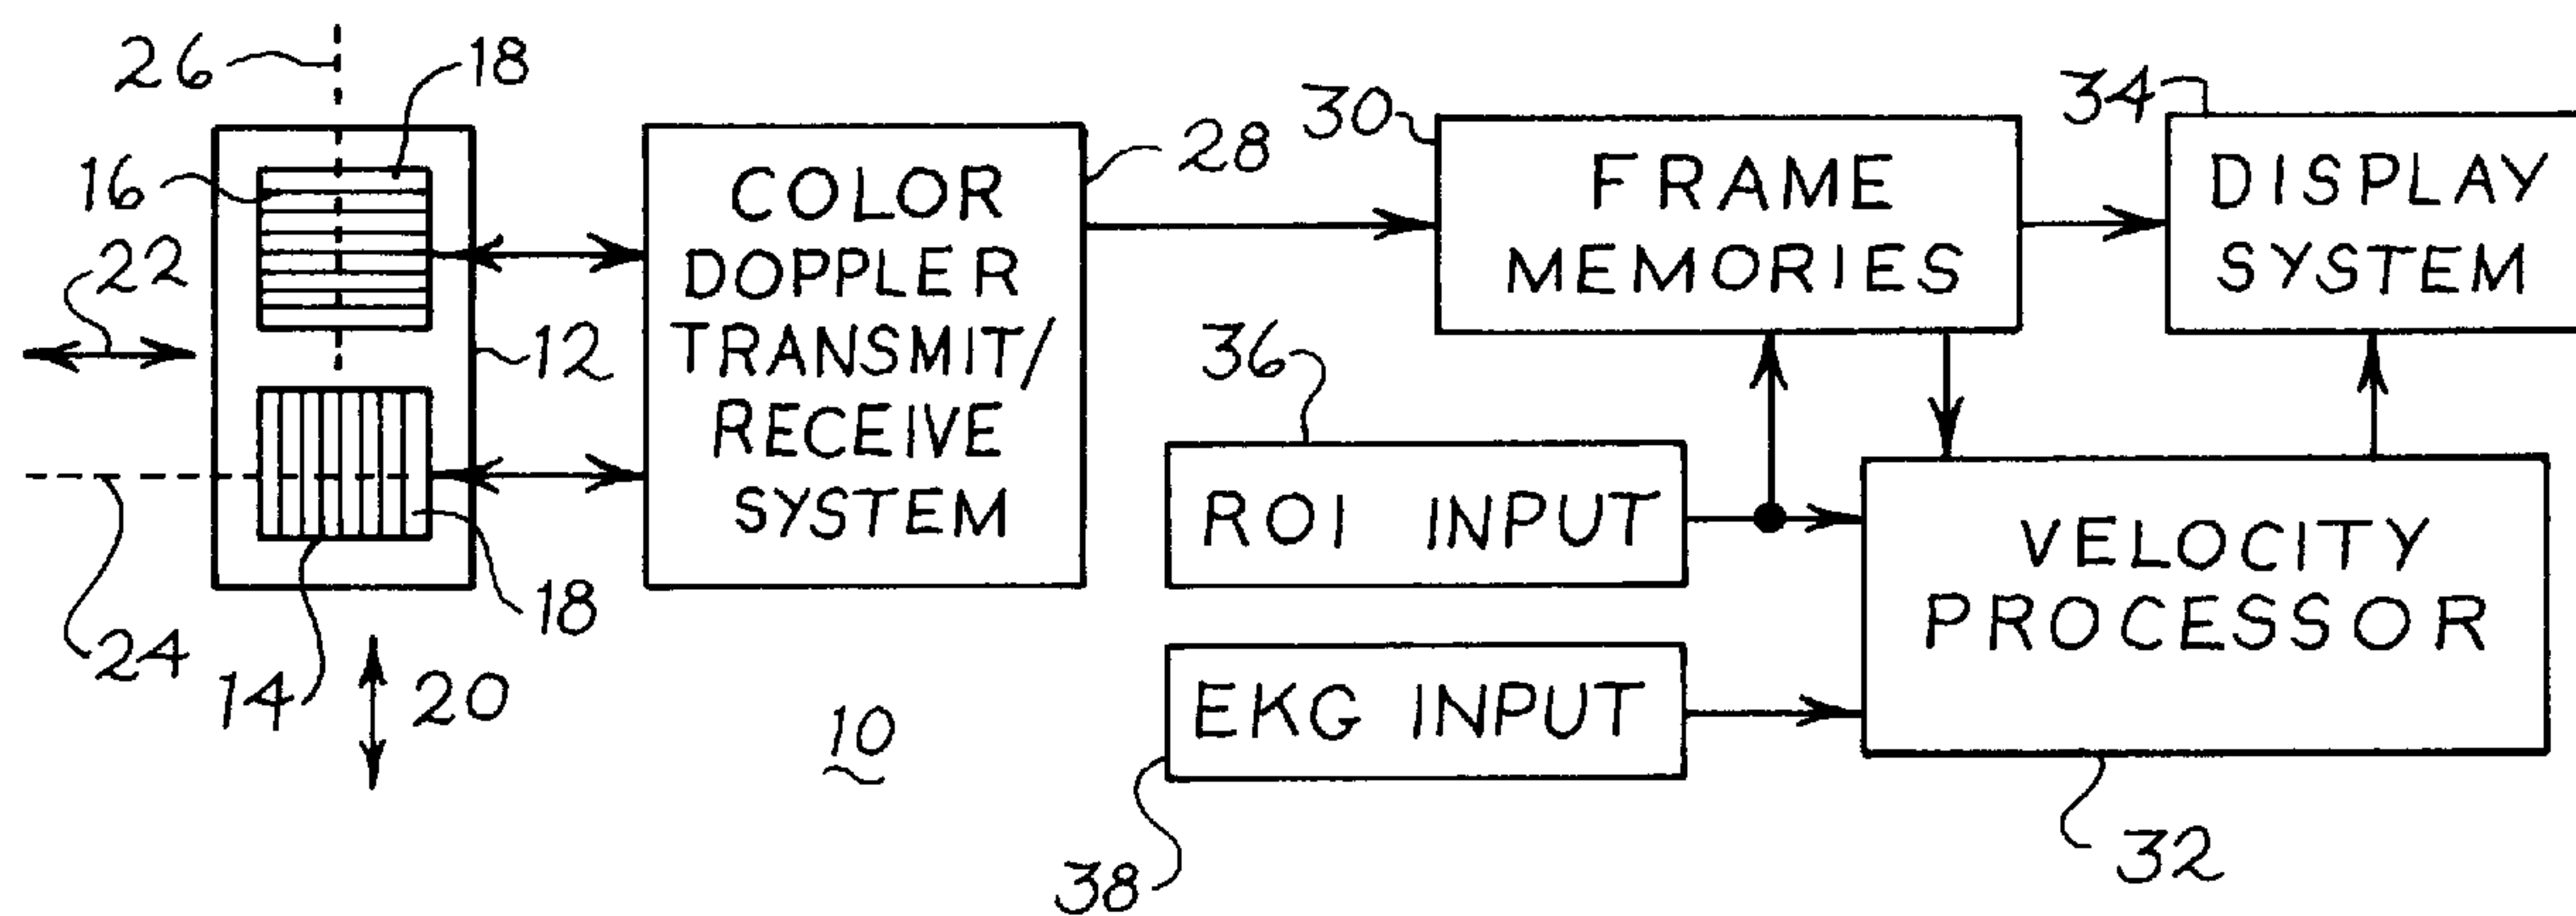 26
18
16
22
12
24
14
20
18
COLOR
DOPPLER
TRANSMIT/
RECEIVE
SYSTEM
28
10
30
FRAME
MEMORIES
34
DISPLAY
SYSTEM
36
ROI INPUT
EKG INPUT
38
VELOCITY
PROCESSOR
32